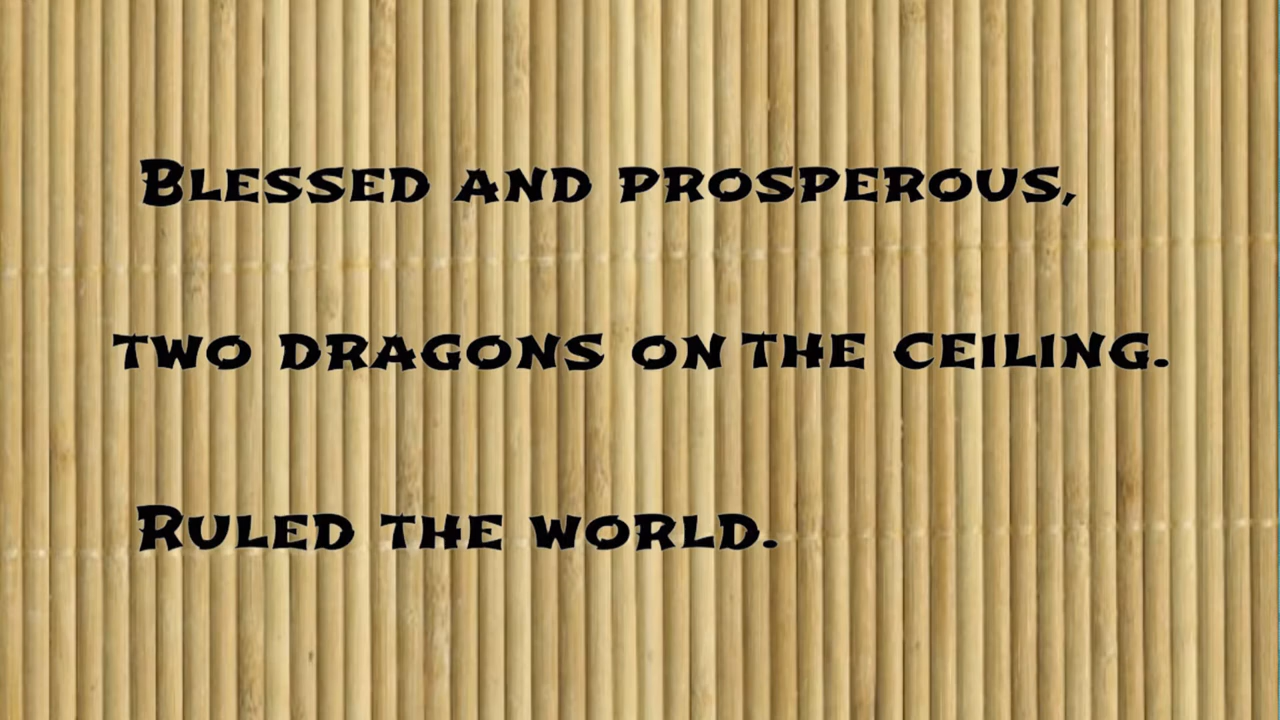 Blessed and prosperous,
two dragons on the ceiling.
Ruled the world.